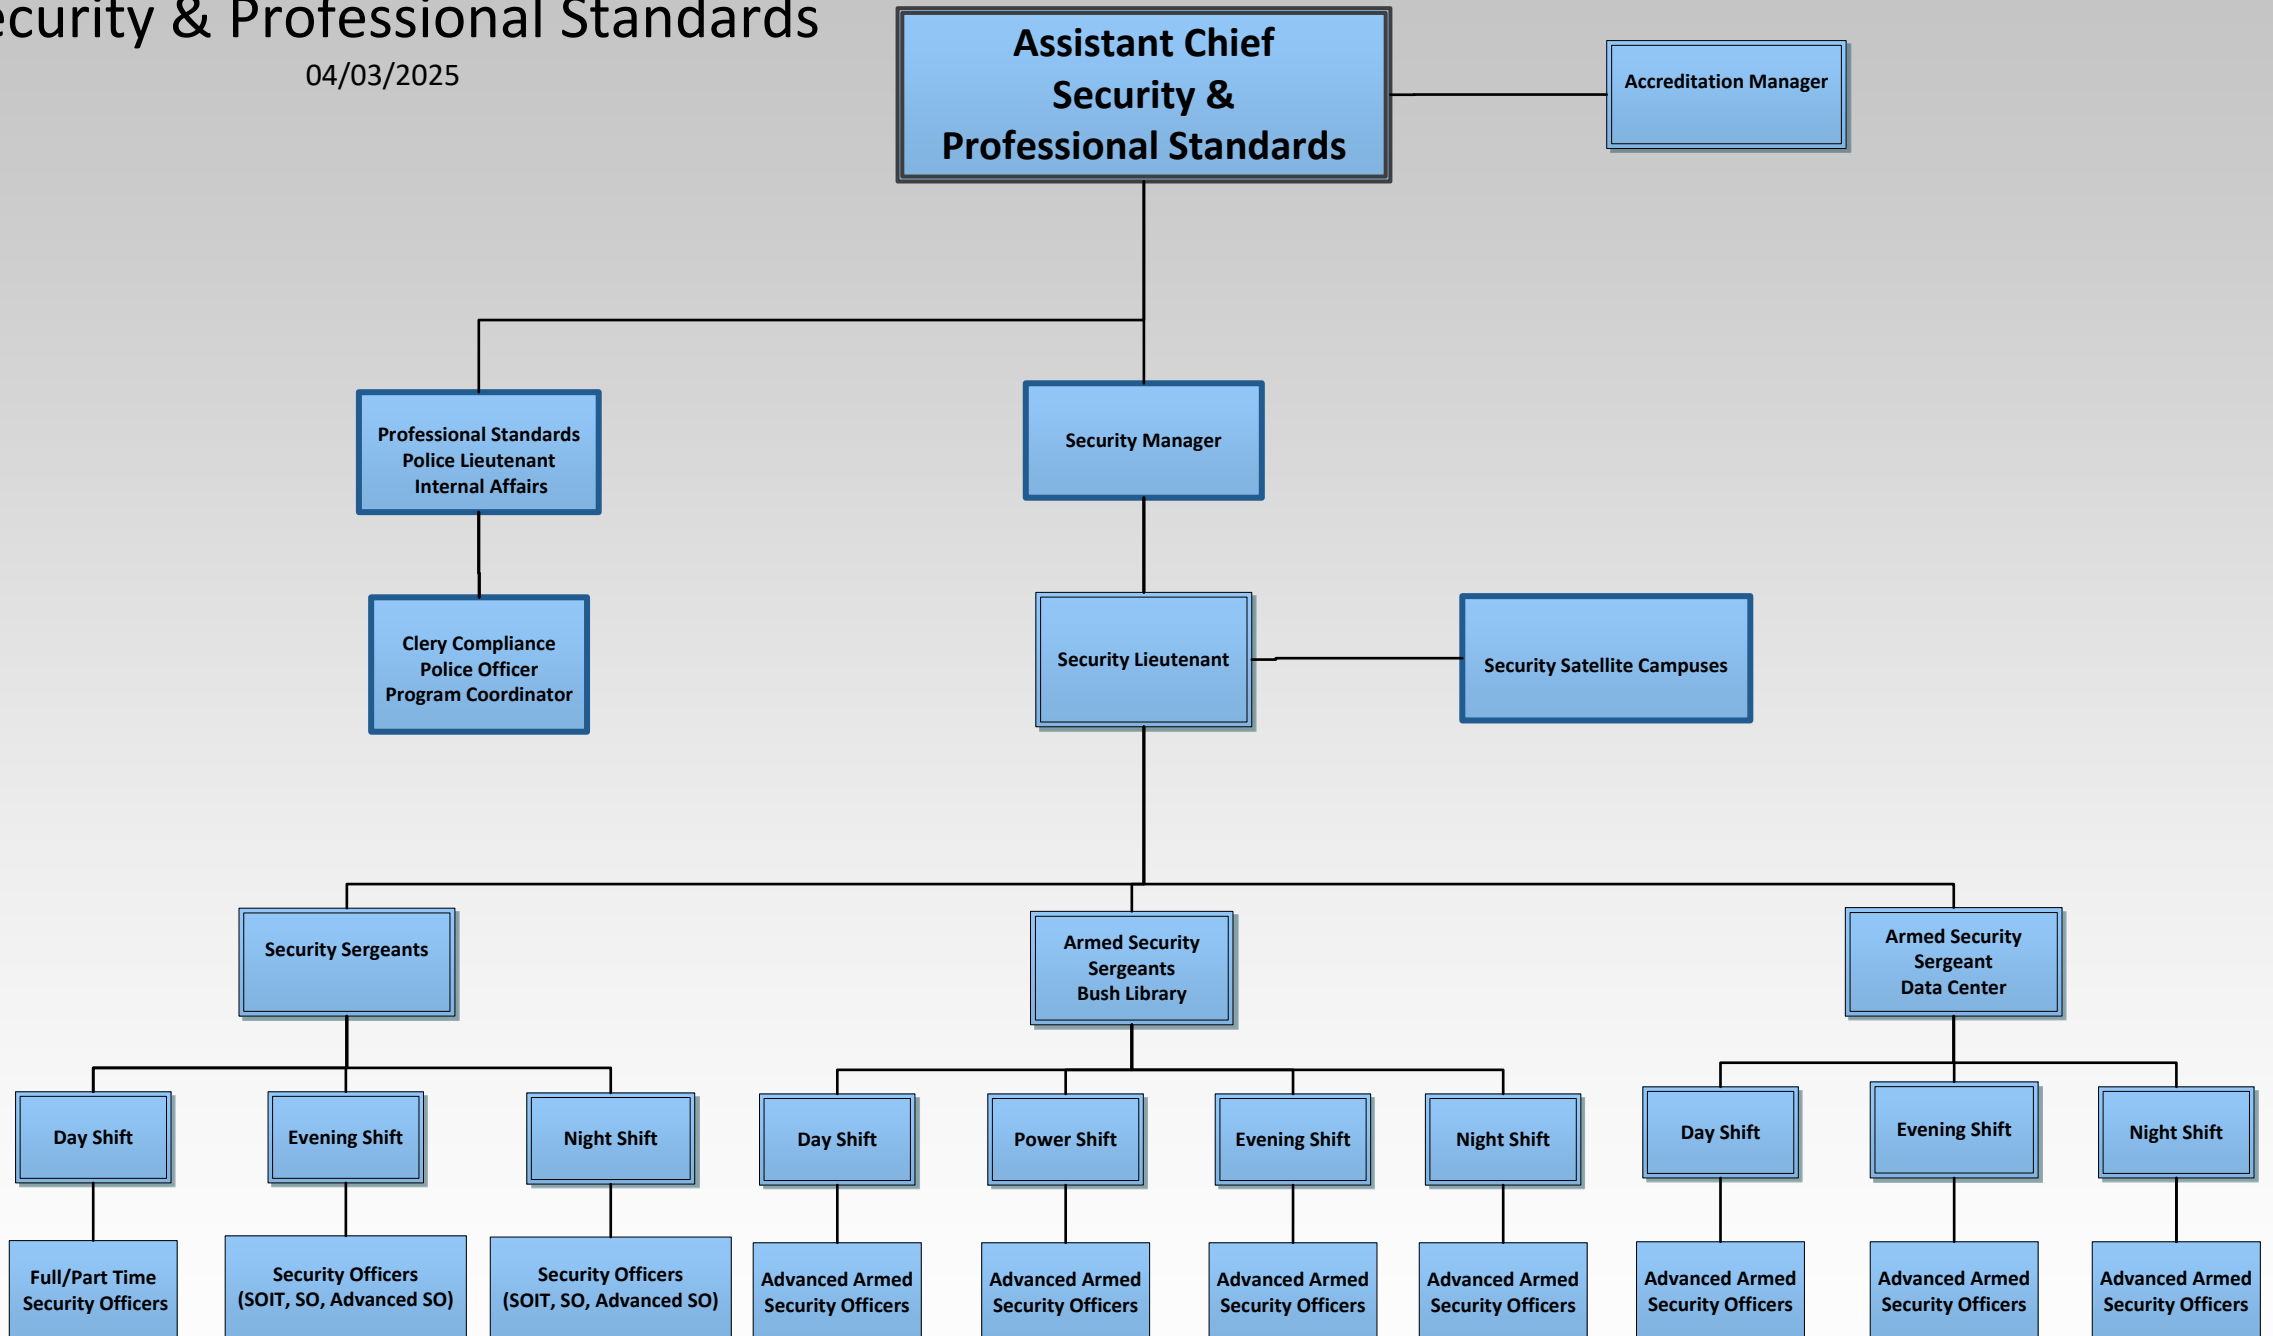 ecurity & Professional Standards
04/03/2025
Assistant Chief
Security &
Professional Standards
Accreditation Manager
Professional Standards
Police Lieutenant
Internal Affairs
Security Manager
Clery Compliance
Police Officer
Program Coordinator
Security Lieutenant
Security Satellite Campuses
Security Sergeants
Armed Security
Sergeants
Bush Library
Armed Security
Sergeant
Data Center
Day Shift
Evening Shift
Night Shift
Day Shift
Power Shift
Evening Shift
Night Shift
Day Shift
Evening Shift
Night Shift
Full/Part Time
Security Officers
Security Officers
(SOIT, SO, Advanced SO)
Security Officers
(SOIT, SO, Advanced SO)
Advanced Armed
Security Officers
Advanced Armed
Security Officers
Advanced Armed
Security Officers
Advanced Armed
Security Officers
Advanced Armed
Security Officers
Advanced Armed
Security Officers
Advanced Armed
Security Officers